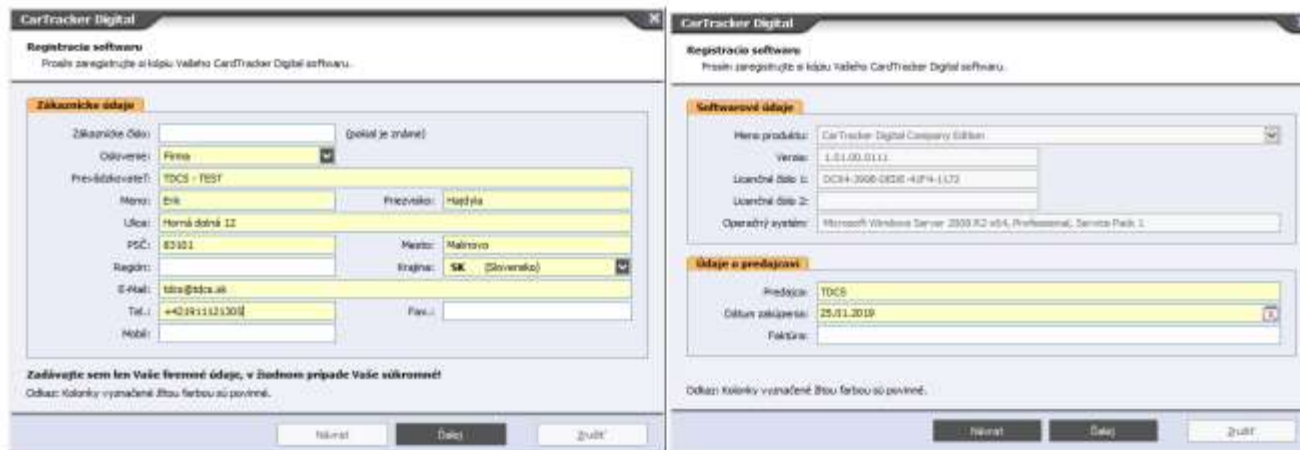 CarTracker Digital
Registracia softwaru
Prosím zaregistrujte si kópiu Vašeho CardTracker Digital softwaru.
Zákaznícke údaje
Zákaznícke číslo: (pokiaľ je známe)
Oslovenie: Firma
Prevádzkovateľ: TDCS - TEST
Meno: Erik Priezvisko: Hajdyla
Ulica: Horná dolná 12
PSČ: 83101 Mesto: Malinovo
Región: Krajina: SK (Slovensko)
E-Mail: tdcs@tdcs.sk
Tel.: Fax.:
Mobil:
Zadávajte sem len Vaše firemné údaje, v žiadnom prípade Vaše súkromné!
Odkaz: Kolonky vyznačené žltou farbou sú povinné.
Návrat Ďalej Zrušiť
CarTracker Digital
Registracia softwaru
Prosím zaregistrujte si kópiu Vašeho CardTracker Digital softwaru.
Softwarové údaje
Meno produktu: CarTracker Digital Company Edition
Verzia: 1.01.00.0111
Licenčné číslo 1:
Licenčné číslo 2:
Operačný systém: Microsoft Windows Server 2008 R2 x64, Professional, Service Pack 1
Údaje o predajcovi
Predajca: TDCS
Dátum zakúpenia: 25.01.2019
Faktúra:
Odkaz: Kolonky vyznačené žltou farbou sú povinné.
Návrat Ďalej Zrušiť